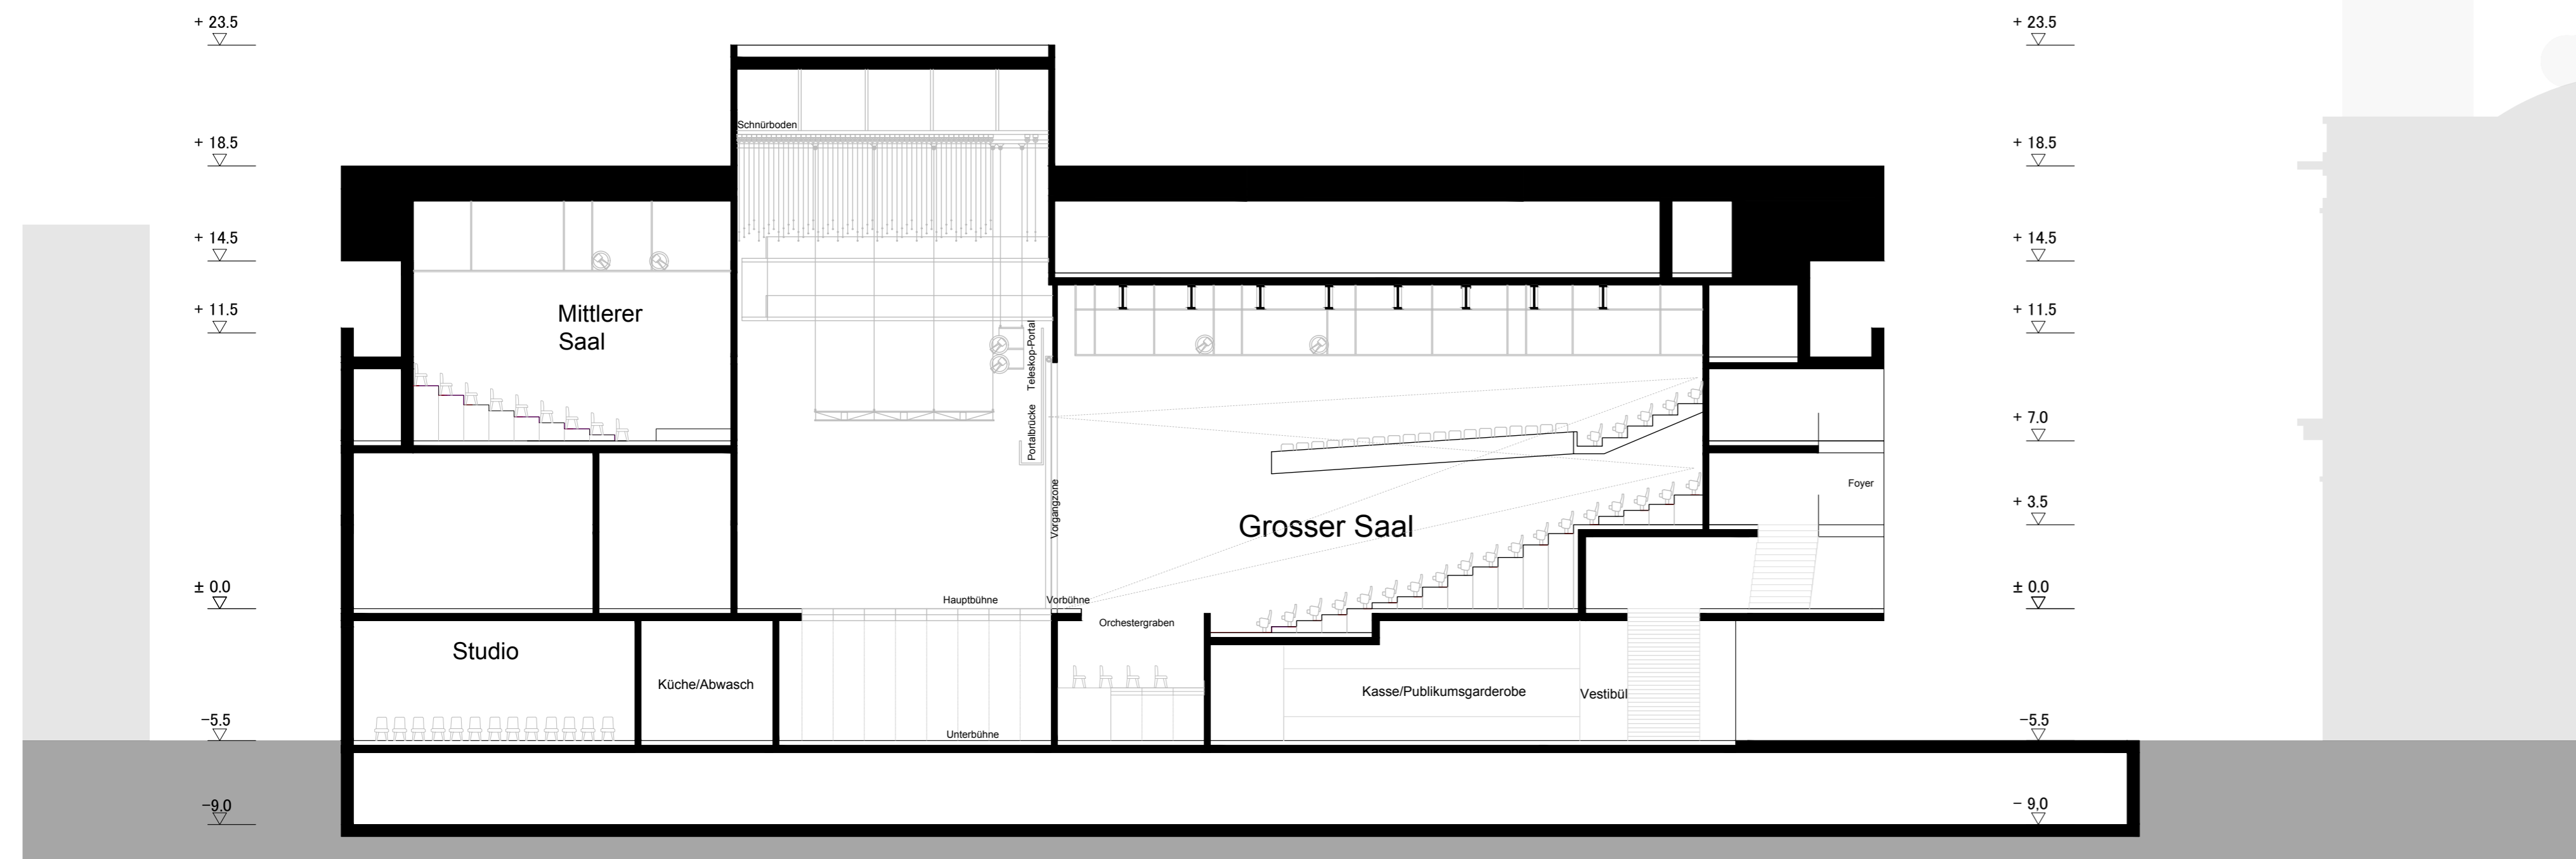 + 23.5
+ 23.5
Schnürboden
+ 18.5
+ 18.5
+ 14.5
+ 14.5
Mittlerer
Saal
+ 11.5
+ 11.5
Teleskop-Portal
Portalbrücke
+ 7.0
+ 7.0
Foyer
Vorgangzone
Grosser Saal
+ 3.5
± 0.0
Hauptbühne
Vorbühne
± 0.0
Orchestergraben
Studio
Küche/Abwasch
Kasse/Publikumsgarderobe
Vestibül
−5.5
Unterbühne
−5.5
−9.0
− 9,0